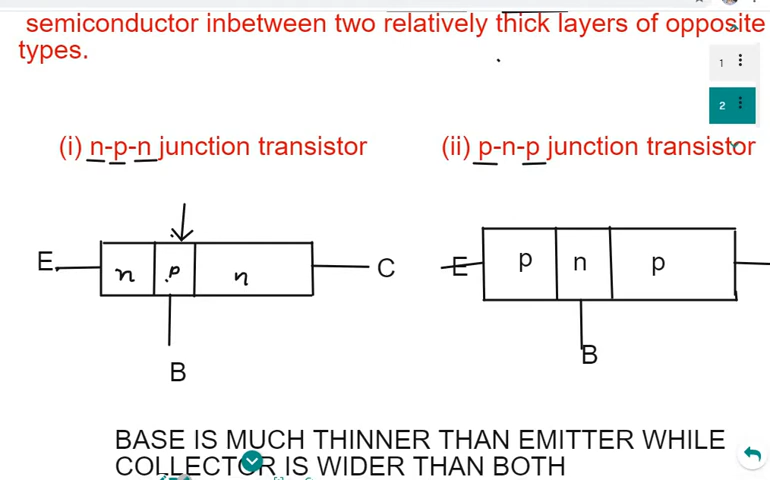 semiconductor inbetween two relatively thick layers of opposite
types.
1
2
(i) n-p-n junction transistor
(ii) p-n-p junction transistor
E
n
p
n
C
B
E
p
n
p
B
BASE IS MUCH THINNER THAN EMITTER WHILE
COLLECTOR IS WIDER THAN BOTH